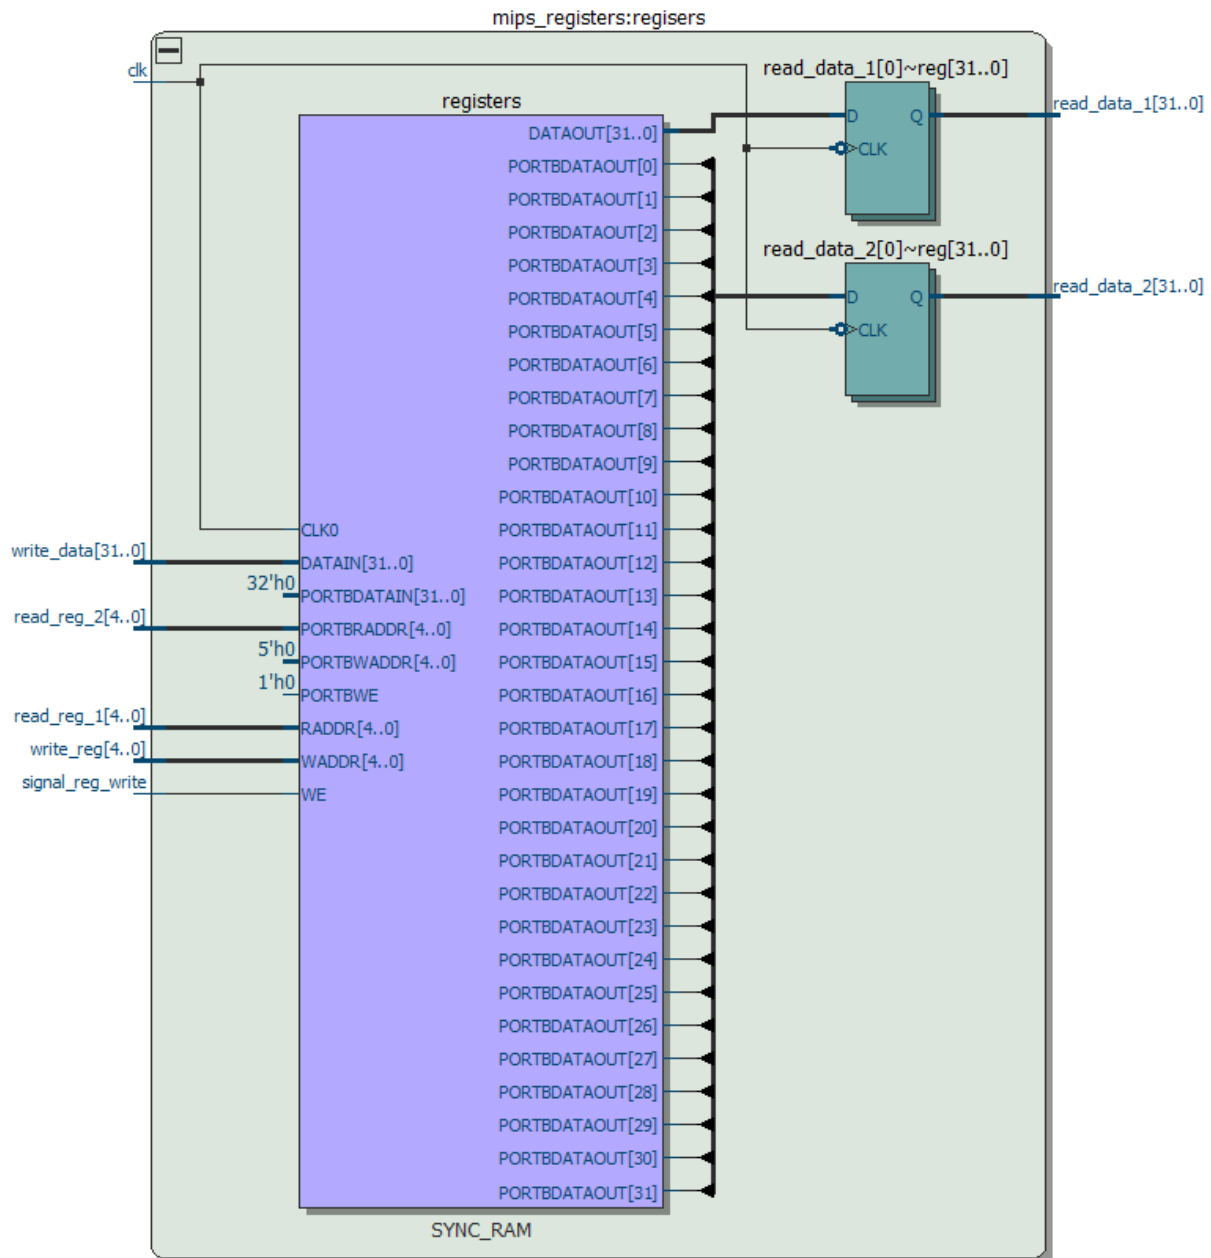 mips_registers:regisers
clk
read_data_1[0]~reg[31..0]
registers
read_data_1[31..0]
DATAOUT[31..0]
D
Q
CLK
PORTBDATAOUT[0]
PORTBDATAOUT[1]
PORTBDATAOUT[2]
read_data_2[0]~reg[31..0]
PORTBDATAOUT[3]
read_data_2[31..0]
PORTBDATAOUT[4]
D
Q
PORTBDATAOUT[5]
CLK
PORTBDATAOUT[6]
PORTBDATAOUT[7]
PORTBDATAOUT[8]
PORTBDATAOUT[9]
PORTBDATAOUT[10]
CLK0
PORTBDATAOUT[11]
write_data[31..0]
DATAIN[31..0]
PORTBDATAOUT[12]
32'h0
PORTBDATAIN[31..0]
PORTBDATAOUT[13]
read_reg_2[4..0]
PORTBRADDR[4..0]
PORTBDATAOUT[14]
5'h0
PORTBWADDR[4..0]
PORTBDATAOUT[15]
1'h0
PORTBWE
PORTBDATAOUT[16]
read_reg_1[4..0]
RADDR[4..0]
PORTBDATAOUT[17]
write_reg[4..0]
WADDR[4..0]
PORTBDATAOUT[18]
signal_reg_write
WE
PORTBDATAOUT[19]
PORTBDATAOUT[20]
PORTBDATAOUT[21]
PORTBDATAOUT[22]
PORTBDATAOUT[23]
PORTBDATAOUT[24]
PORTBDATAOUT[25]
PORTBDATAOUT[26]
PORTBDATAOUT[27]
PORTBDATAOUT[28]
PORTBDATAOUT[29]
PORTBDATAOUT[30]
PORTBDATAOUT[31]
SYNC_RAM